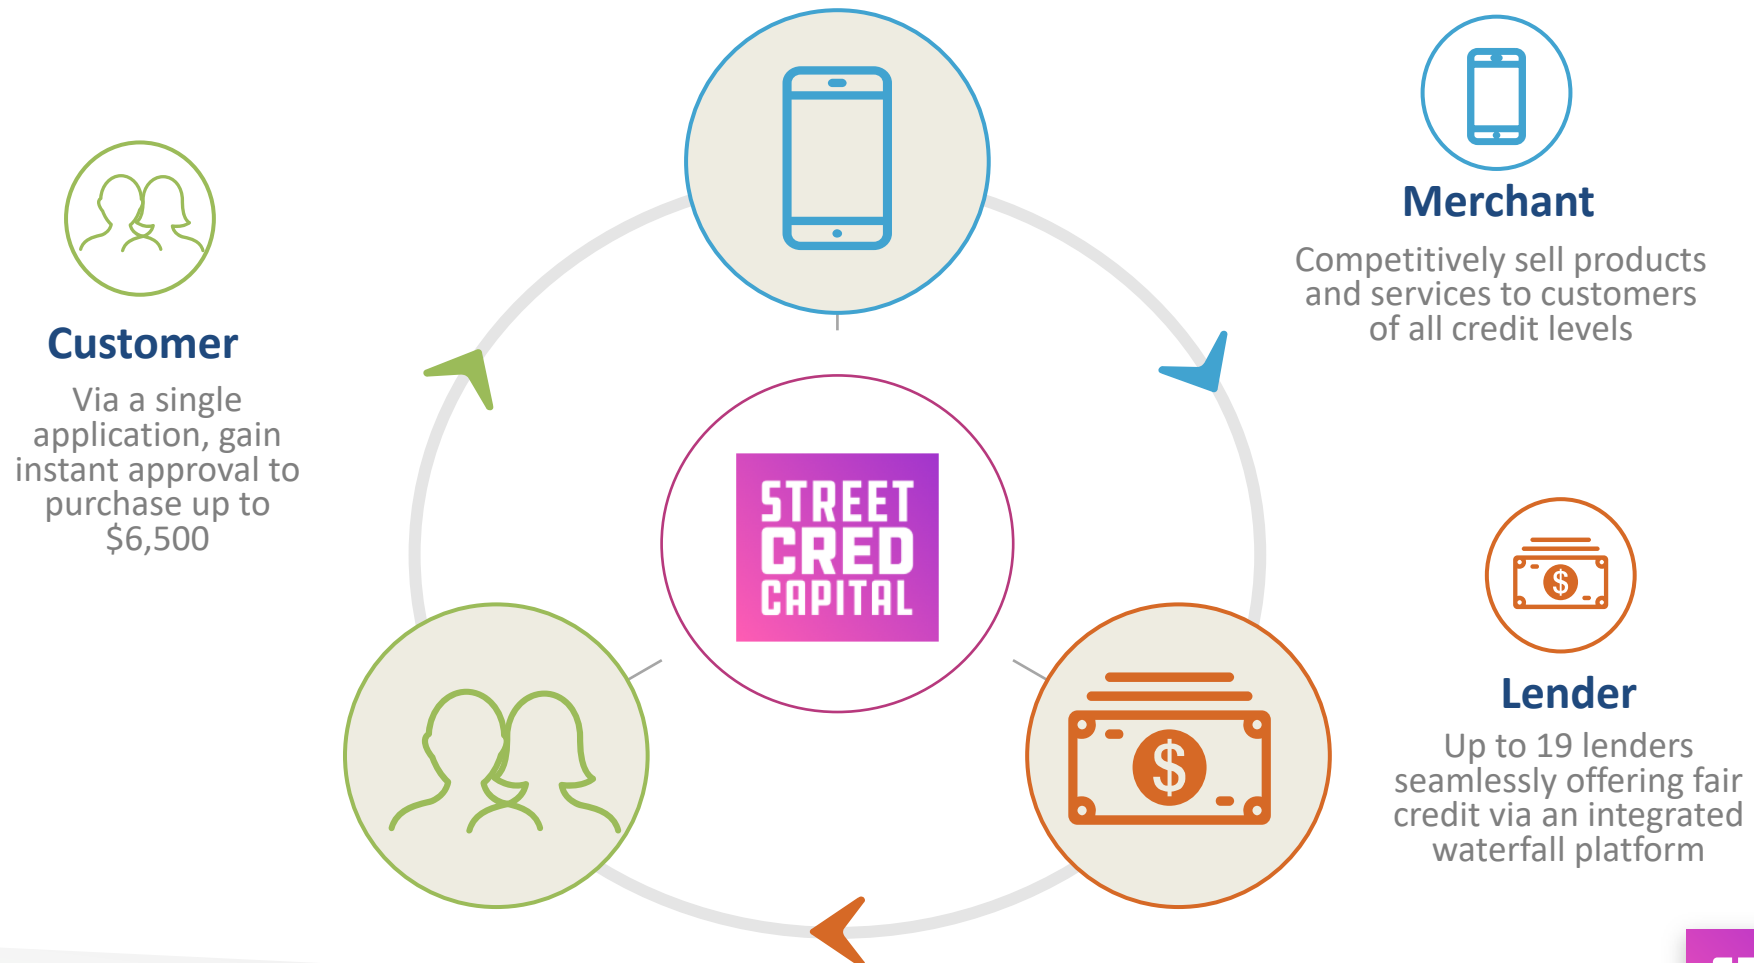 Customer
Via a single
application, gain
instant approval to
purchase up to
$6,500
STREET
CRED
CAPITAL
Merchant
Competitively sell products
and services to customers
of all credit levels
$
$
Lender
Up to 19 lenders
seamlessly offering fair
credit via an integrated
waterfall platform